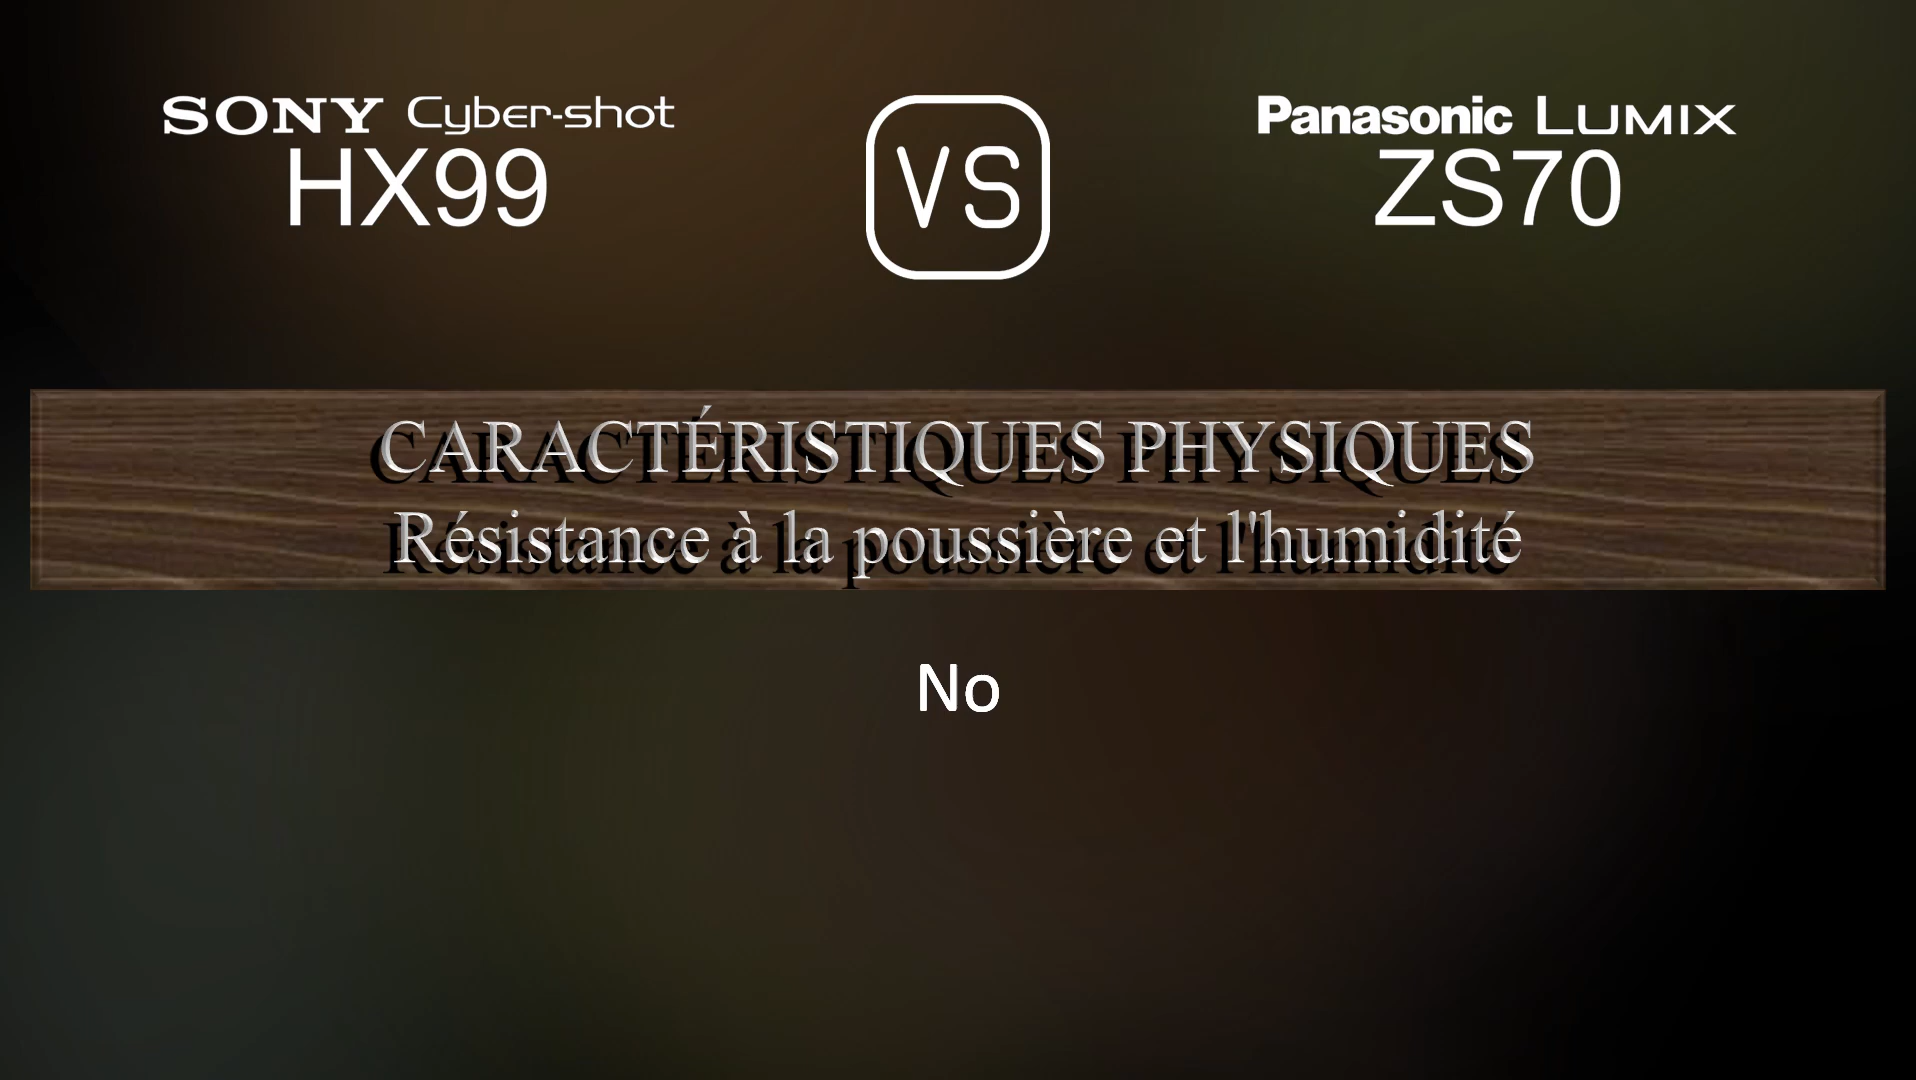 SONY Cyber-shot
HX99
VS
Panasonic LUMIX
ZS70
CARACTÉRISTIQUES PHYSIQUES
Résistance à la poussière et l'humidité
No